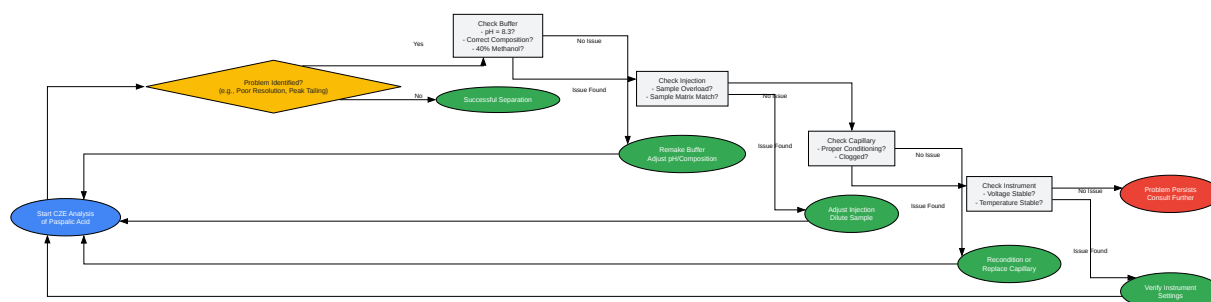 Check Buffer
- pH = 8.3?
- Correct Composition?
- 40% Methanol?
Yes
No Issue
Problem Identified?
(e.g., Poor Resolution, Peak Tailing)
No
Successful Separation
Issue Found
Check Injection
- Sample Overload?
- Sample Matrix Match?
No Issue
Remake Buffer
Adjust pH/Composition
Issue Found
Check Capillary
- Proper Conditioning?
- Clogged?
No Issue
Check Instrument
- Voltage Stable?
- Temperature Stable?
No Issue
Problem Persists
Consult Further
Start CZE Analysis
of Paspalic Acid
Adjust Injection
Dilute Sample
Issue Found
Issue Found
Recondition or
Replace Capillary
Verify Instrument
Settings